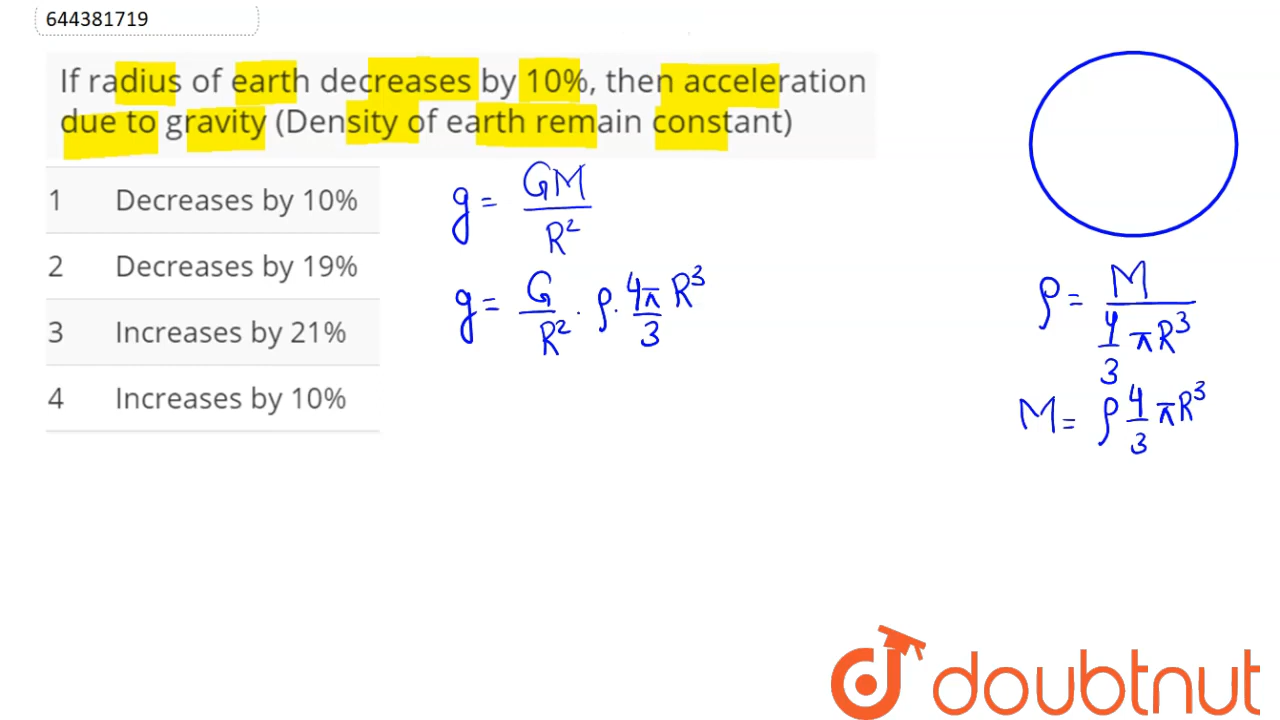 644381719
If radius of earth decreases by 10%, then acceleration
due to gravity (Density of earth remain constant)
1 Decreases by 10%
2 Decreases by 19%
3 Increases by 21%
4 Increases by 10%
g = GM/R²
g = G/R² · ρ · 4π/3 R³
ρ = M/(4/3 πR³)
M = ρ 4/3 πR³
doubtnut